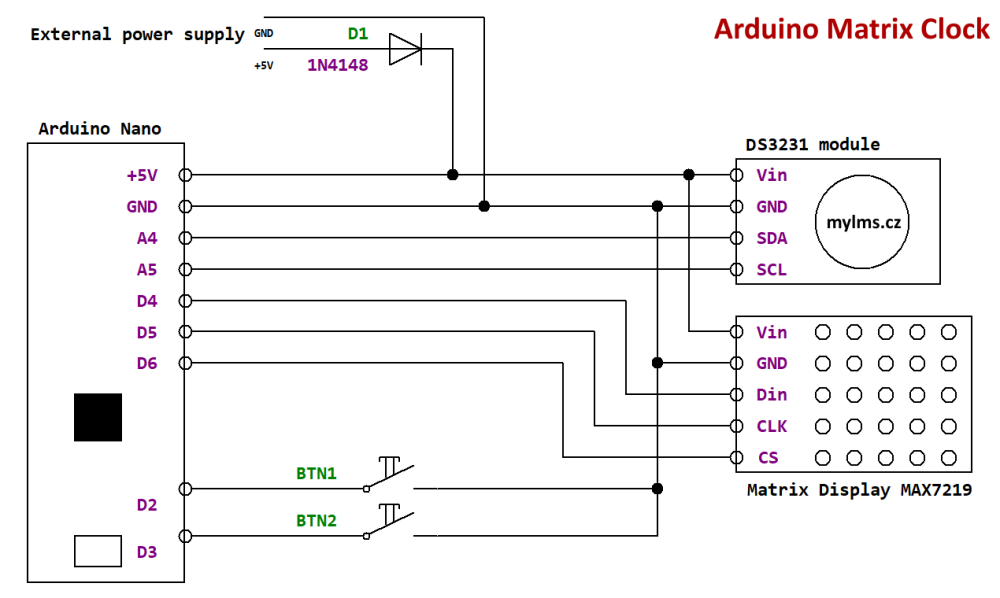 Arduino Matrix Clock
External power supply
GND
D1
+5V
1N4148
Arduino Nano
+5V
GND
A4
A5
D4
D5
D6
D2
D3
BTN1
BTN2
DS3231 module
Vin
GND
SDA
SCL
mylms.cz
Vin
GND
Din
CLK
CS
Matrix Display MAX7219